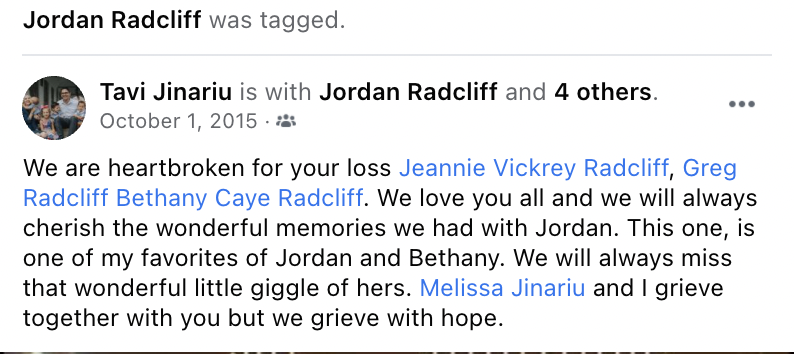 Jordan Radcliff was tagged.
Tavi Jinariu is with Jordan Radcliff and 4 others.
October 1, 2015 ·
We are heartbroken for your loss Jeannie Vickrey Radcliff, Greg
Radcliff Bethany Caye Radcliff. We love you all and we will always
cherish the wonderful memories we had with Jordan. This one, is
one of my favorites of Jordan and Bethany. We will always miss
that wonderful little giggle of hers. Melissa Jinariu and I grieve
together with you but we grieve with hope.